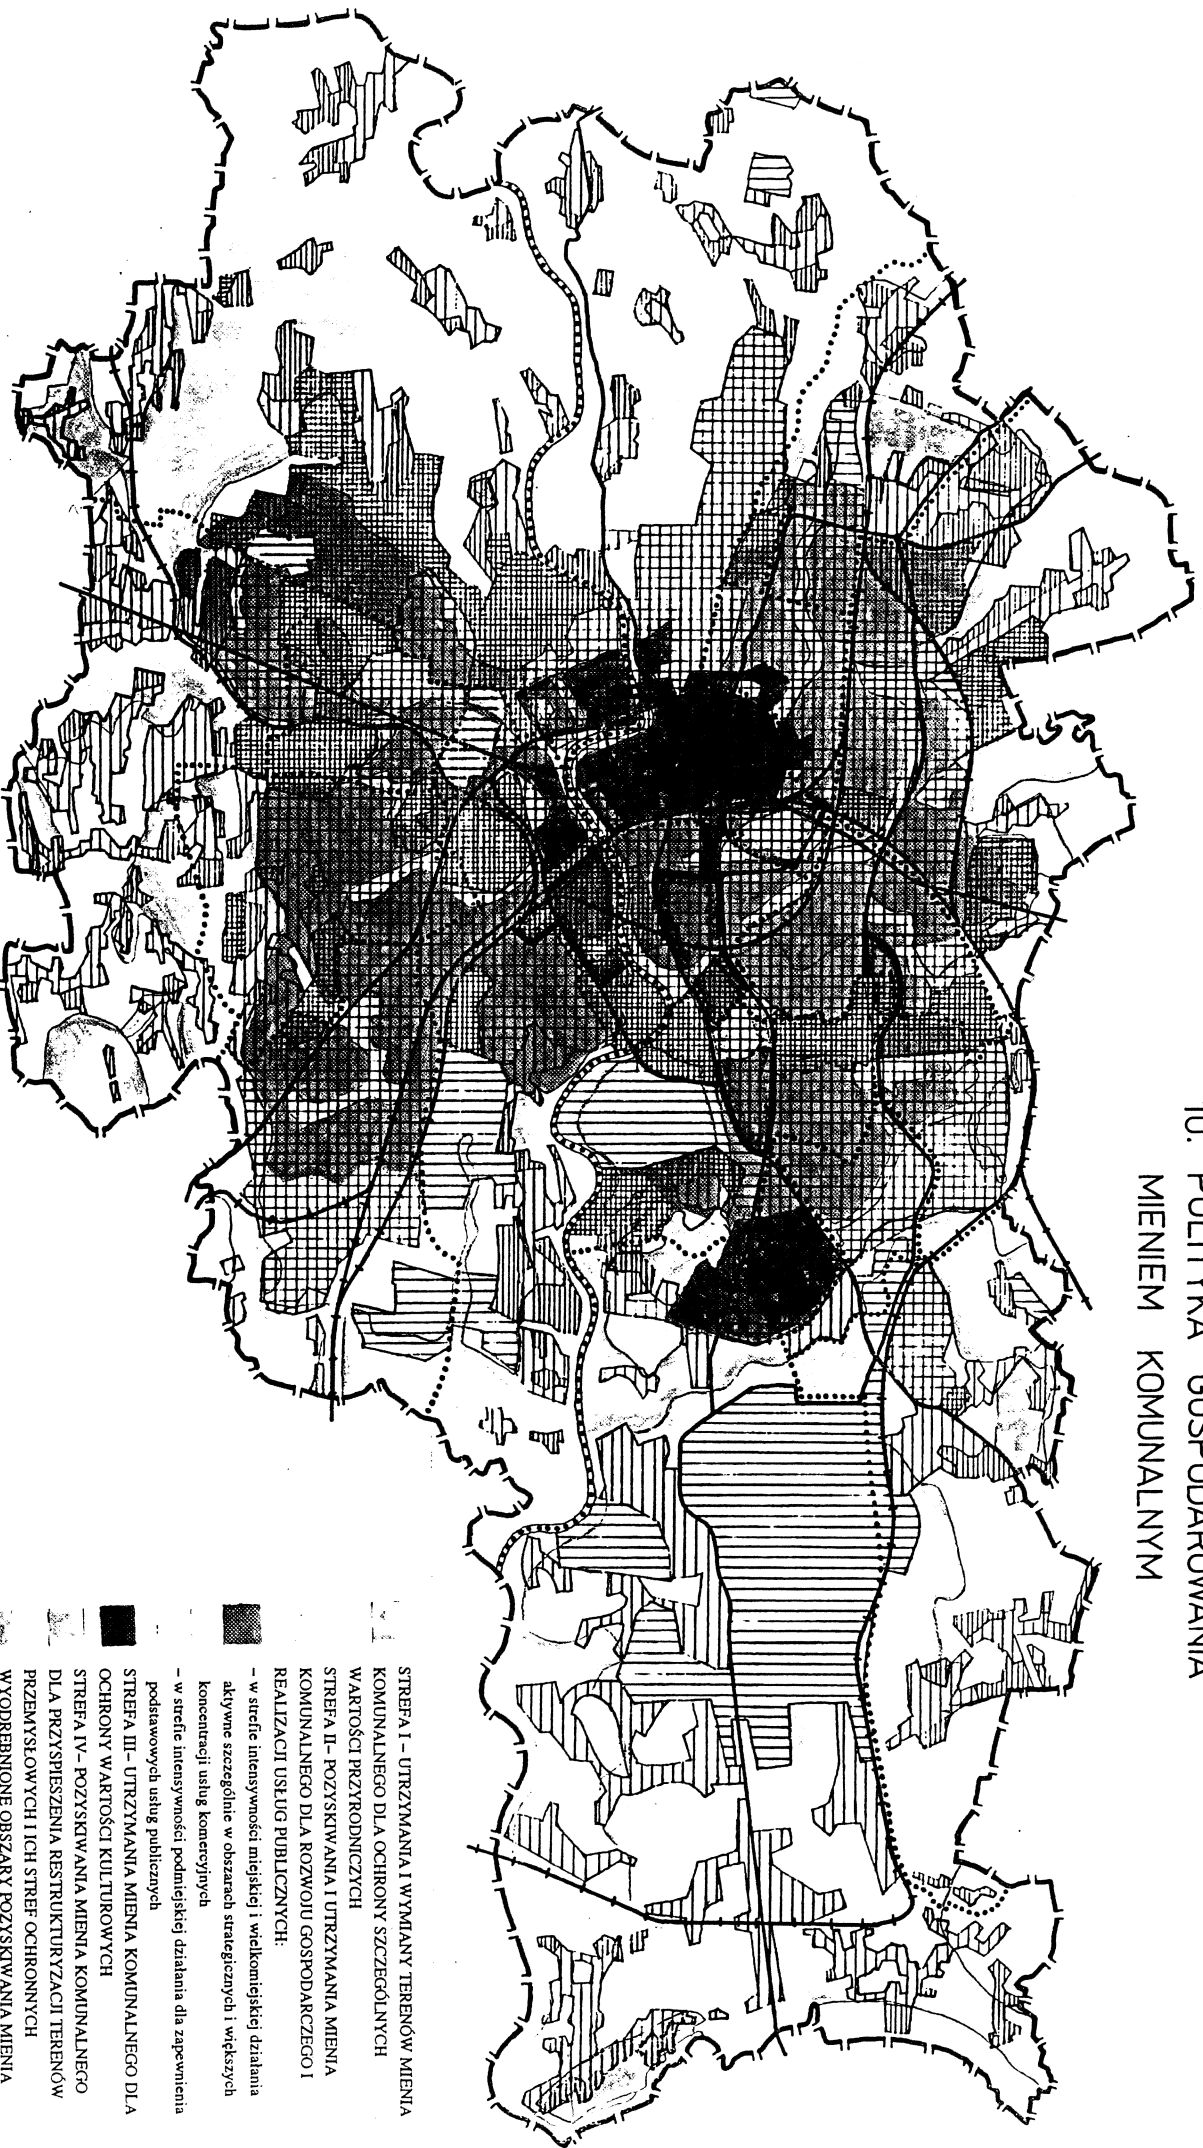 10. POLITYKA GOSPODAROWANIA
MIENIEM KOMUNALNYM
STREFA I – UTRZYMANIA I WYMIANY TERENÓW MIENIA
KOMUNALNEGO DLA OCHRONY SZCZEGÓLNYCH
WARTOŚCI PRZYRODNICZYCH
STREFA II– POZYSKIWANIA I UTRZYMANIA MIENIA
KOMUNALNEGO DLA ROZWOJU GOSPODARCZEGO I
REALIZACJI USŁUG PUBLICZNYCH:
– w strefie intensywności miejskiej i wielkomiejskiej działania
aktywne szczególnie w obszarach strategicznych i większych
koncentracji usług komercyjnych
– w strefie intensywności podmiejskiej działania dla zapewnienia
podstawowych usług publicznych
STREFA III– UTRZYMANIA MIENIA KOMUNALNEGO DLA
OCHRONY WARTOŚCI KULTUROWYCH
STREFA IV– POZYSKIWANIA MIENIA KOMUNALNEGO
DLA PRZYSPIESZENIA RESTRUKTURYZACJI TERENÓW
PRZEMYSŁOWYCH I ICH STREF OCHRONNYCH
WYODRĘBNIONE OBSZARY POZYSKIWANIA MIENIA